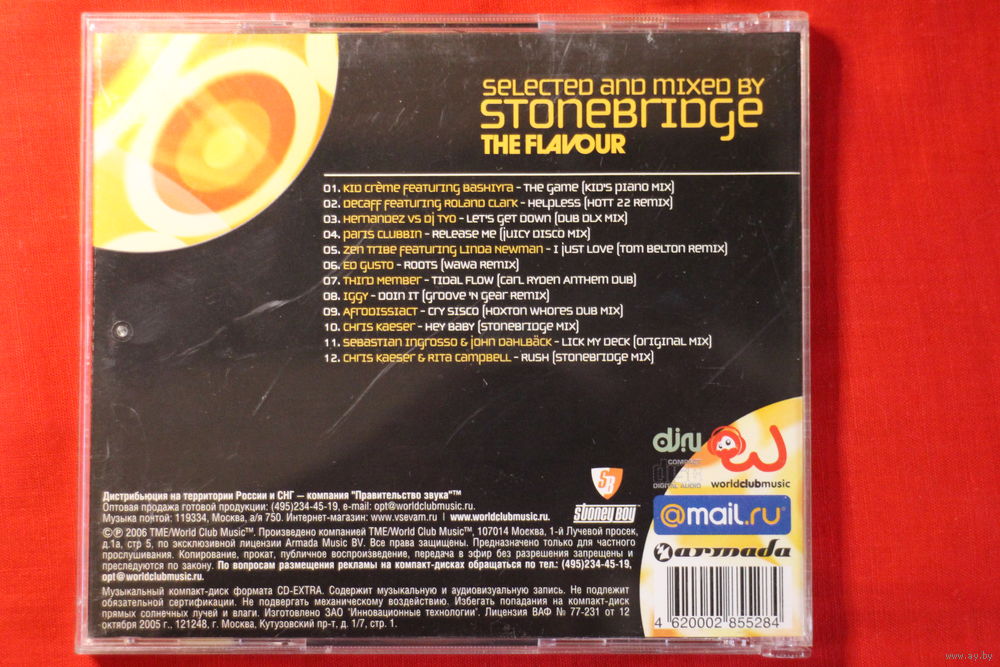 SELECTED AND MIXED BY
STONEBRIDGE
THE FLAVOUR
01. KID CRÈME FEATURING BASHIYRA - THE GAME (KID'S PIANO MIX)
02. DECAFF FEATURING ROLAND CLARK - HELPLESS (HOTT 22 REMIX)
03. HERNANDEZ VS DJ TYO - LET'S GET DOWN (DUB DLX MIX)
04. PARIS CLUBBIN - RELEASE ME (JUICY DISCO MIX)
05. ZEN TRIBE FEATURING LINDA NEWMAN - I JUST LOVE (TOM BELTON REMIX)
06. ED GUSTO - ROOTS (WAWA REMIX)
07. THIRD MEMBER - TIDAL FLOW (CARL RYDEN ANTHEM DUB)
08. IGGY - DOIN IT (GROOVE 'N GEAR REMIX)
09. AFRODISSIACT - CRY SISCO (HOXTON WHORES DUB MIX)
10. CHRIS KAESER - HEY BABY (STONEBRIDGE MIX)
11. SEBASTIAN INGROSSO & JOHN DAHLBÄCK - LICK MY DECK (ORIGINAL MIX)
12. CHRIS KAESER & RITA CAMPBELL - RUSH (STONEBRIDGE MIX)
dj.ru
COMPACT
disc
DIGITAL AUDIO
worldclubmusic
SB
STONEY BOY
@mail.ru®
armada
4 620002 855284
Дистрибьюция на территории России и СНГ — компания "Правительство звука"™
Оптовая продажа готовой продукции: (495)234-45-19, e-mail: opt@worldclubmusic.ru.
Музыка почтой: 119334, Москва, а/я 750. Интернет-магазин: www.vsevam.ru | www.worldclubmusic.ru.
©℗ 2006 TME/World Club Music™. Произведено компанией TME/World Club Music™, 107014 Москва, 1-й Лучевой просек,
д.1а, стр 5, по эксклюзивной лицензии Armada Music BV. Все права защищены. Предназначено только для частного
прослушивания. Копирование, прокат, публичное воспроизведение, передача в эфир без разрешения запрещены и
преследуются по закону. По вопросам размещения рекламы на компакт-дисках обращаться по тел.: (495)234-45-19,
opt@worldclubmusic.ru.
Музыкальный компакт-диск формата CD-EXTRA. Содержит музыкальную и аудиовизуальную запись. Не подлежит
обязательной сертификации. Не подвергать механическому воздействию. Избегать попадания на компакт-диск
прямых солнечных лучей и влаги. Изготовлено ЗАО "Инновационные технологии". Лицензия ВАФ № 77-231 от 12
октября 2005 г., 121248, г. Москва, Кутузовский пр-т, д. 1/7, стр. 1.
www.ay.by